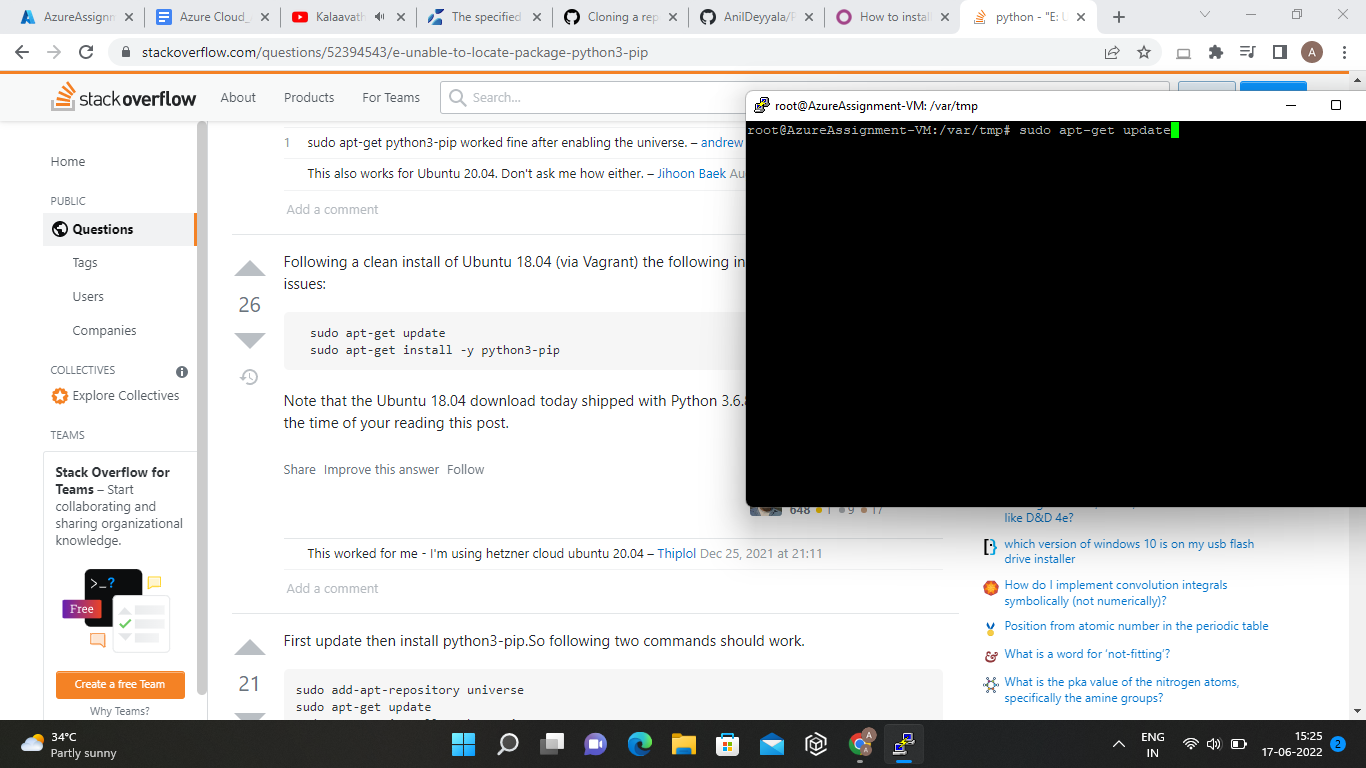 AzureAssignn
Azure Cloud_
Kalaavath
The specified
Cloning a rep
AnilDeyyala/F
How to install
python - "E: U
stackoverflow.com/questions/52394543/e-unable-to-locate-package-python3-pip
A
stackoverflow
About
Products
For Teams
Search...
root@AzureAssignment-VM: /var/tmp
root@AzureAssignment-VM:/var/tmp# sudo apt-get update
Home
PUBLIC
Questions
Tags
Users
Companies
COLLECTIVES
Explore Collectives
TEAMS
Stack Overflow for
Teams – Start
collaborating and
sharing organizational
knowledge.
>_?
Free
Create a free Team
Why Teams?
1 sudo apt-get python3-pip worked fine after enabling the universe. – andrew
This also works for Ubuntu 20.04. Don't ask me how either. – Jihoon Baek Au
Add a comment
26
Following a clean install of Ubuntu 18.04 (via Vagrant) the following in
issues:
sudo apt-get update
sudo apt-get install -y python3-pip
Note that the Ubuntu 18.04 download today shipped with Python 3.6.8
the time of your reading this post.
Share Improve this answer Follow
648 1 9 17
This worked for me - I'm using hetzner cloud ubuntu 20.04 – Thiplol Dec 25, 2021 at 21:11
Add a comment
21
First update then install python3-pip.So following two commands should work.
sudo add-apt-repository universe
sudo apt-get update
like D&D 4e?
which version of windows 10 is on my usb flash
drive installer
How do I implement convolution integrals
symbolically (not numerically)?
Position from atomic number in the periodic table
What is a word for 'not-fitting'?
What is the pka value of the nitrogen atoms,
specifically the amine groups?
34°C
Partly sunny
A
ENG
IN
15:25
17-06-2022
2